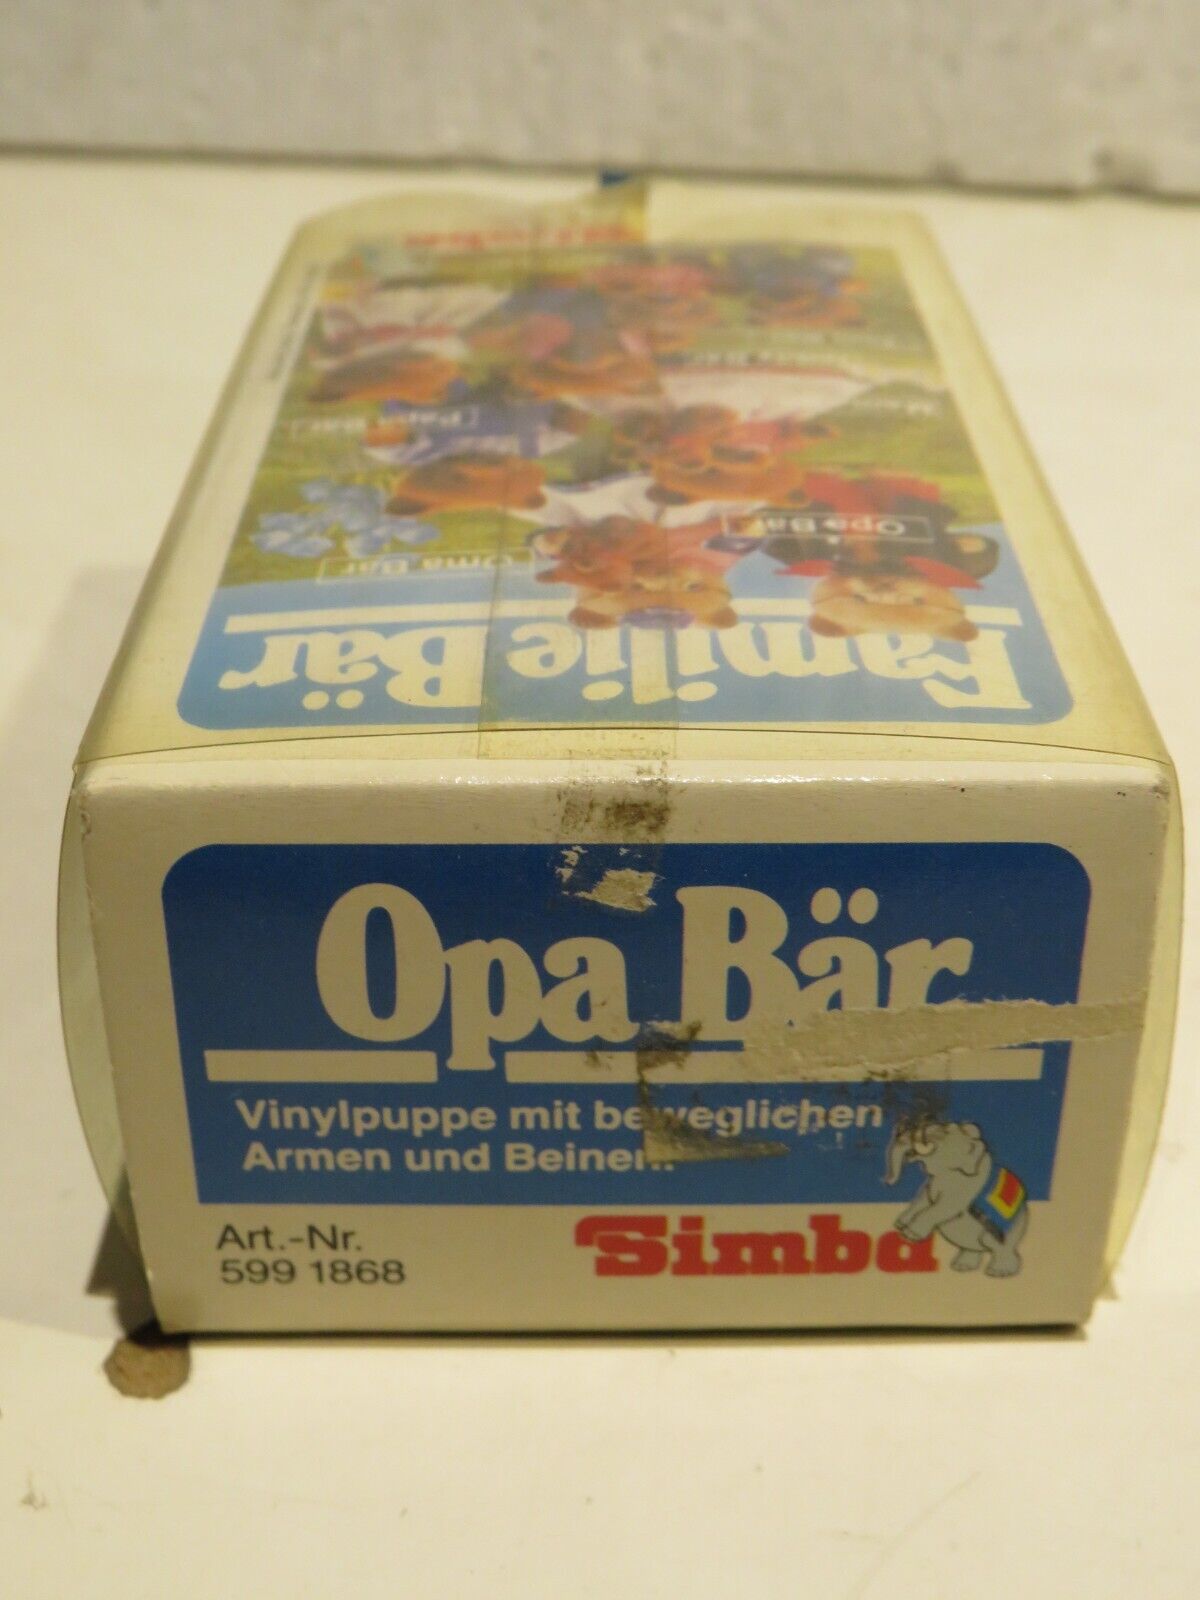 Papa Bär
Opa Bär
Oma Bär
Familie Bär
Opa Bär
Vinylpuppe mit beweglichen
Armen und Beinen.
Art.-Nr.
599 1868
Simba